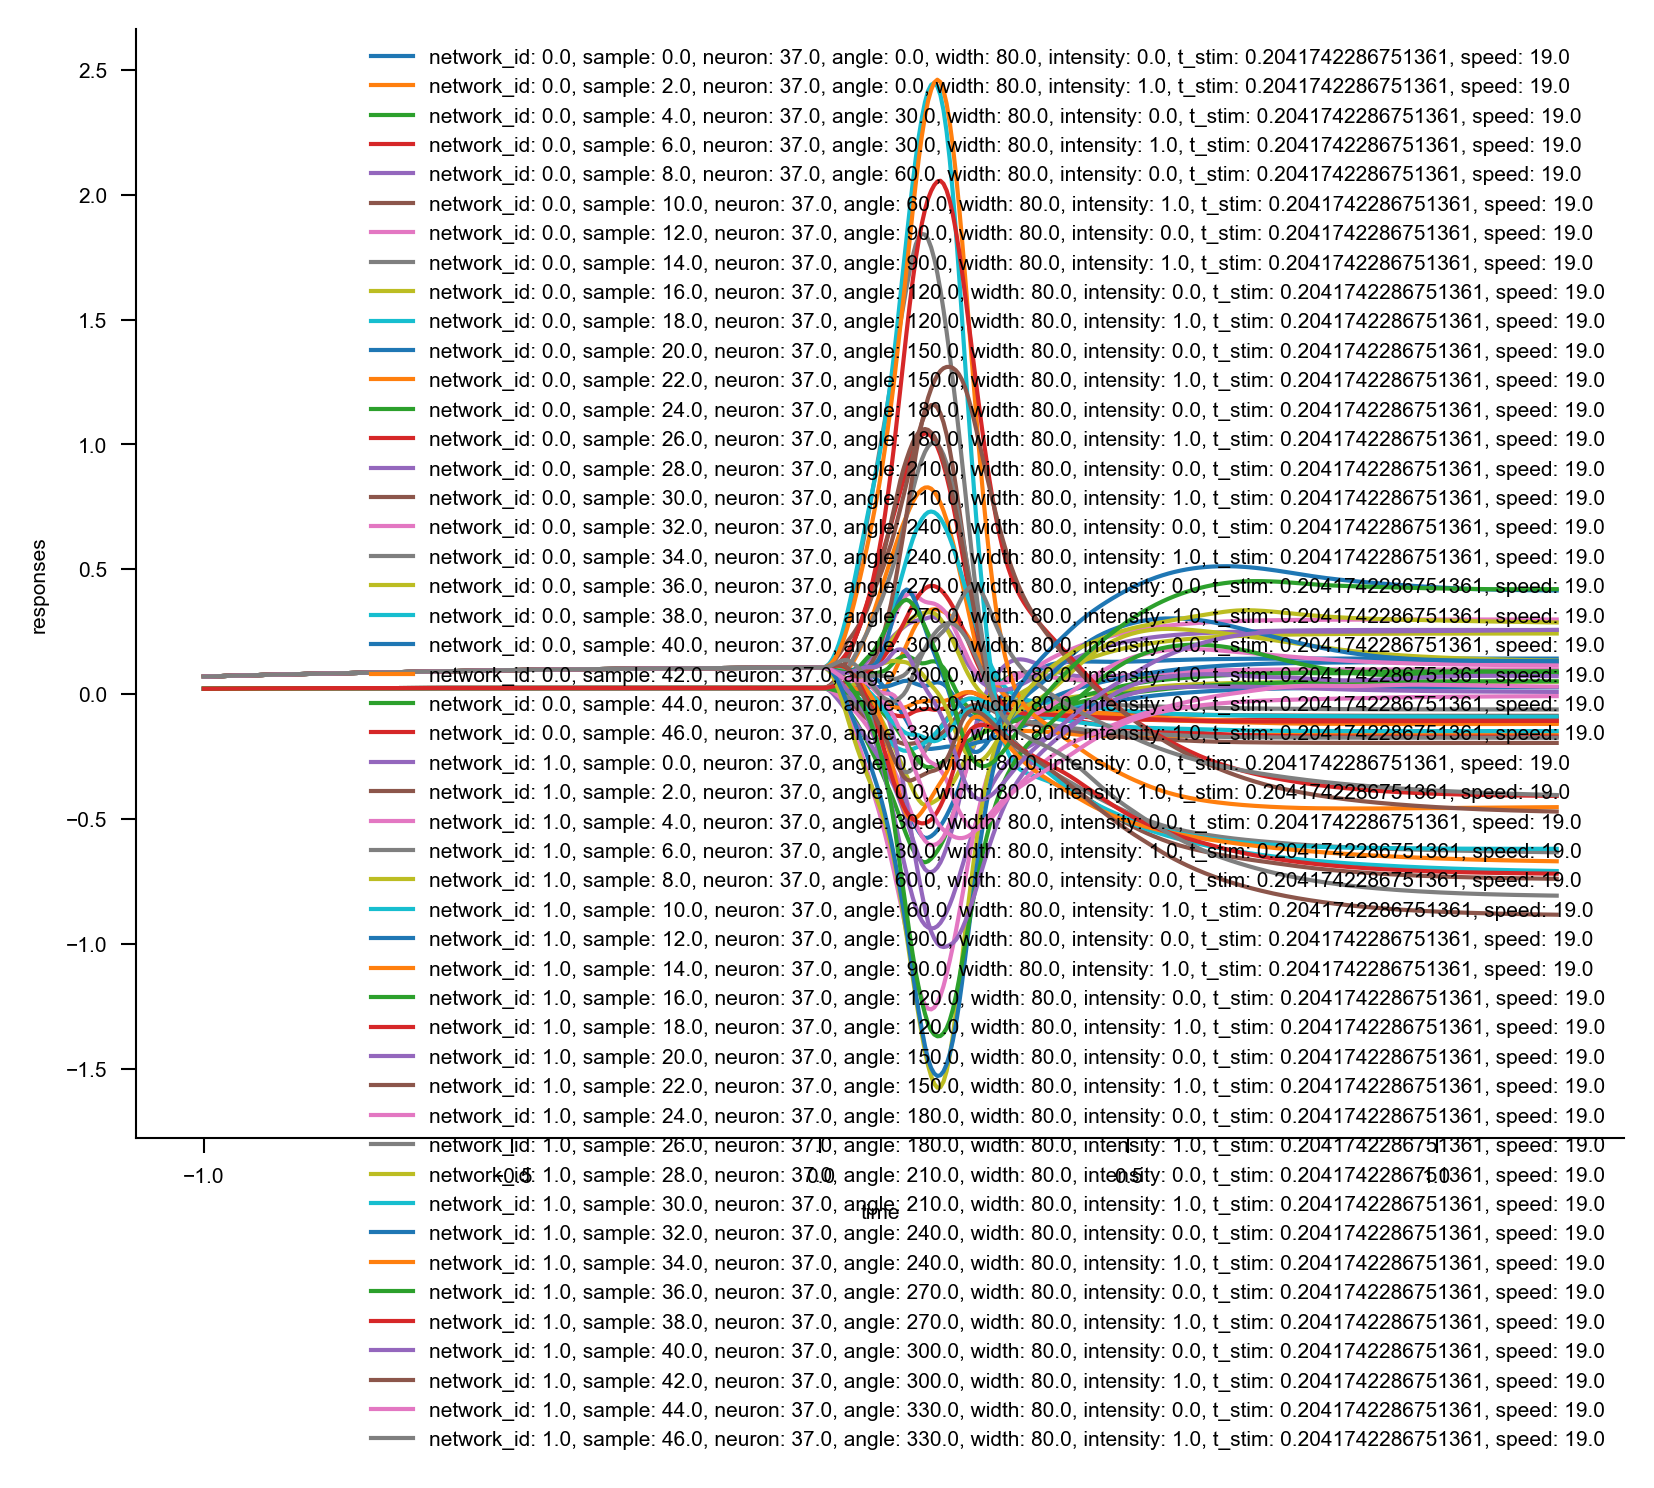 2.5
2.0
1.5
1.0
0.5
0.0
−0.5
−1.0
−1.5
responses
network_id: 0.0, sample: 0.0, neuron: 37.0, angle: 0.0, width: 80.0, intensity: 0.0, t_stim: 0.2041742286751361, speed: 19.0
network_id: 0.0, sample: 2.0, neuron: 37.0, angle: 0.0, width: 80.0, intensity: 1.0, t_stim: 0.2041742286751361, speed: 19.0
network_id: 0.0, sample: 4.0, neuron: 37.0, angle: 30.0, width: 80.0, intensity: 0.0, t_stim: 0.2041742286751361, speed: 19.0
network_id: 0.0, sample: 6.0, neuron: 37.0, angle: 30.0, width: 80.0, intensity: 1.0, t_stim: 0.2041742286751361, speed: 19.0
network_id: 0.0, sample: 8.0, neuron: 37.0, angle: 60.0, width: 80.0, intensity: 0.0, t_stim: 0.2041742286751361, speed: 19.0
network_id: 0.0, sample: 10.0, neuron: 37.0, angle: 60.0, width: 80.0, intensity: 1.0, t_stim: 0.2041742286751361, speed: 19.0
network_id: 0.0, sample: 12.0, neuron: 37.0, angle: 90.0, width: 80.0, intensity: 0.0, t_stim: 0.2041742286751361, speed: 19.0
network_id: 0.0, sample: 14.0, neuron: 37.0, angle: 90.0, width: 80.0, intensity: 1.0, t_stim: 0.2041742286751361, speed: 19.0
network_id: 0.0, sample: 16.0, neuron: 37.0, angle: 120.0, width: 80.0, intensity: 0.0, t_stim: 0.2041742286751361, speed: 19.0
network_id: 0.0, sample: 18.0, neuron: 37.0, angle: 120.0, width: 80.0, intensity: 1.0, t_stim: 0.2041742286751361, speed: 19.0
network_id: 0.0, sample: 20.0, neuron: 37.0, angle: 150.0, width: 80.0, intensity: 0.0, t_stim: 0.2041742286751361, speed: 19.0
network_id: 0.0, sample: 22.0, neuron: 37.0, angle: 150.0, width: 80.0, intensity: 1.0, t_stim: 0.2041742286751361, speed: 19.0
network_id: 0.0, sample: 24.0, neuron: 37.0, angle: 180.0, width: 80.0, intensity: 0.0, t_stim: 0.2041742286751361, speed: 19.0
network_id: 0.0, sample: 26.0, neuron: 37.0, angle: 180.0, width: 80.0, intensity: 1.0, t_stim: 0.2041742286751361, speed: 19.0
network_id: 0.0, sample: 28.0, neuron: 37.0, angle: 210.0, width: 80.0, intensity: 0.0, t_stim: 0.2041742286751361, speed: 19.0
network_id: 0.0, sample: 30.0, neuron: 37.0, angle: 210.0, width: 80.0, intensity: 1.0, t_stim: 0.2041742286751361, speed: 19.0
network_id: 0.0, sample: 32.0, neuron: 37.0, angle: 240.0, width: 80.0, intensity: 0.0, t_stim: 0.2041742286751361, speed: 19.0
network_id: 0.0, sample: 34.0, neuron: 37.0, angle: 240.0, width: 80.0, intensity: 1.0, t_stim: 0.2041742286751361, speed: 19.0
network_id: 0.0, sample: 36.0, neuron: 37.0, angle: 270.0, width: 80.0, intensity: 0.0, t_stim: 0.2041742286751361, speed: 19.0
network_id: 0.0, sample: 38.0, neuron: 37.0, angle: 270.0, width: 80.0, intensity: 1.0, t_stim: 0.2041742286751361, speed: 19.0
network_id: 0.0, sample: 40.0, neuron: 37.0, angle: 300.0, width: 80.0, intensity: 0.0, t_stim: 0.2041742286751361, speed: 19.0
network_id: 0.0, sample: 42.0, neuron: 37.0, angle: 300.0, width: 80.0, intensity: 1.0, t_stim: 0.2041742286751361, speed: 19.0
network_id: 0.0, sample: 44.0, neuron: 37.0, angle: 330.0, width: 80.0, intensity: 0.0, t_stim: 0.2041742286751361, speed: 19.0
network_id: 0.0, sample: 46.0, neuron: 37.0, angle: 330.0, width: 80.0, intensity: 1.0, t_stim: 0.2041742286751361, speed: 19.0
network_id: 1.0, sample: 0.0, neuron: 37.0, angle: 0.0, width: 80.0, intensity: 0.0, t_stim: 0.2041742286751361, speed: 19.0
network_id: 1.0, sample: 2.0, neuron: 37.0, angle: 0.0, width: 80.0, intensity: 1.0, t_stim: 0.2041742286751361, speed: 19.0
network_id: 1.0, sample: 4.0, neuron: 37.0, angle: 30.0, width: 80.0, intensity: 0.0, t_stim: 0.2041742286751361, speed: 19.0
network_id: 1.0, sample: 6.0, neuron: 37.0, angle: 30.0, width: 80.0, intensity: 1.0, t_stim: 0.2041742286751361, speed: 19.0
network_id: 1.0, sample: 8.0, neuron: 37.0, angle: 60.0, width: 80.0, intensity: 0.0, t_stim: 0.2041742286751361, speed: 19.0
network_id: 1.0, sample: 10.0, neuron: 37.0, angle: 60.0, width: 80.0, intensity: 1.0, t_stim: 0.2041742286751361, speed: 19.0
network_id: 1.0, sample: 12.0, neuron: 37.0, angle: 90.0, width: 80.0, intensity: 0.0, t_stim: 0.2041742286751361, speed: 19.0
network_id: 1.0, sample: 14.0, neuron: 37.0, angle: 90.0, width: 80.0, intensity: 1.0, t_stim: 0.2041742286751361, speed: 19.0
network_id: 1.0, sample: 16.0, neuron: 37.0, angle: 120.0, width: 80.0, intensity: 0.0, t_stim: 0.2041742286751361, speed: 19.0
network_id: 1.0, sample: 18.0, neuron: 37.0, angle: 120.0, width: 80.0, intensity: 1.0, t_stim: 0.2041742286751361, speed: 19.0
network_id: 1.0, sample: 20.0, neuron: 37.0, angle: 150.0, width: 80.0, intensity: 0.0, t_stim: 0.2041742286751361, speed: 19.0
network_id: 1.0, sample: 22.0, neuron: 37.0, angle: 150.0, width: 80.0, intensity: 1.0, t_stim: 0.2041742286751361, speed: 19.0
network_id: 1.0, sample: 24.0, neuron: 37.0, angle: 180.0, width: 80.0, intensity: 0.0, t_stim: 0.2041742286751361, speed: 19.0
network_id: 1.0, sample: 26.0, neuron: 37.0, angle: 180.0, width: 80.0, intensity: 1.0, t_stim: 0.2041742286751361, speed: 19.0
network_id: 1.0, sample: 28.0, neuron: 37.0, angle: 210.0, width: 80.0, intensity: 0.0, t_stim: 0.2041742286751361, speed: 19.0
network_id: 1.0, sample: 30.0, neuron: 37.0, angle: 210.0, width: 80.0, intensity: 1.0, t_stim: 0.2041742286751361, speed: 19.0
network_id: 1.0, sample: 32.0, neuron: 37.0, angle: 240.0, width: 80.0, intensity: 0.0, t_stim: 0.2041742286751361, speed: 19.0
network_id: 1.0, sample: 34.0, neuron: 37.0, angle: 240.0, width: 80.0, intensity: 1.0, t_stim: 0.2041742286751361, speed: 19.0
network_id: 1.0, sample: 36.0, neuron: 37.0, angle: 270.0, width: 80.0, intensity: 0.0, t_stim: 0.2041742286751361, speed: 19.0
network_id: 1.0, sample: 38.0, neuron: 37.0, angle: 270.0, width: 80.0, intensity: 1.0, t_stim: 0.2041742286751361, speed: 19.0
network_id: 1.0, sample: 40.0, neuron: 37.0, angle: 300.0, width: 80.0, intensity: 0.0, t_stim: 0.2041742286751361, speed: 19.0
network_id: 1.0, sample: 42.0, neuron: 37.0, angle: 300.0, width: 80.0, intensity: 1.0, t_stim: 0.2041742286751361, speed: 19.0
network_id: 1.0, sample: 44.0, neuron: 37.0, angle: 330.0, width: 80.0, intensity: 0.0, t_stim: 0.2041742286751361, speed: 19.0
network_id: 1.0, sample: 46.0, neuron: 37.0, angle: 330.0, width: 80.0, intensity: 1.0, t_stim: 0.2041742286751361, speed: 19.0
−1.0 −0.5 0.0 0.5 1.0
time